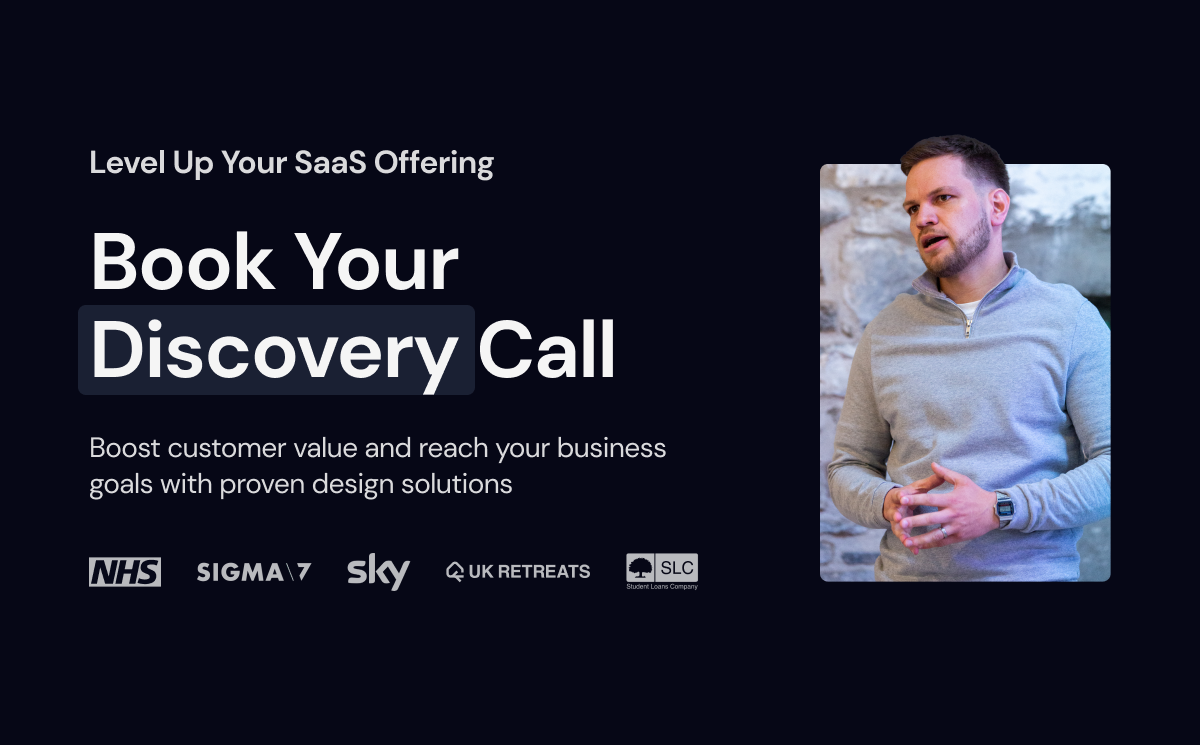 Level Up Your SaaS Offering
Book Your
Discovery Call
Boost customer value and reach your business
goals with proven design solutions
NHS SIGMA\7 sky UK RETREATS SLC
Student Loans Company